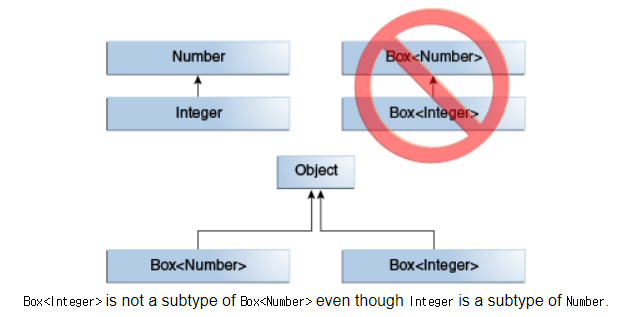 Number Box<Number>
Integer Box<Integer>
Object
Box<Number> Box<Integer>
Box<Integer> is not a subtype of Box<Number> even though Integer is a subtype of Number.